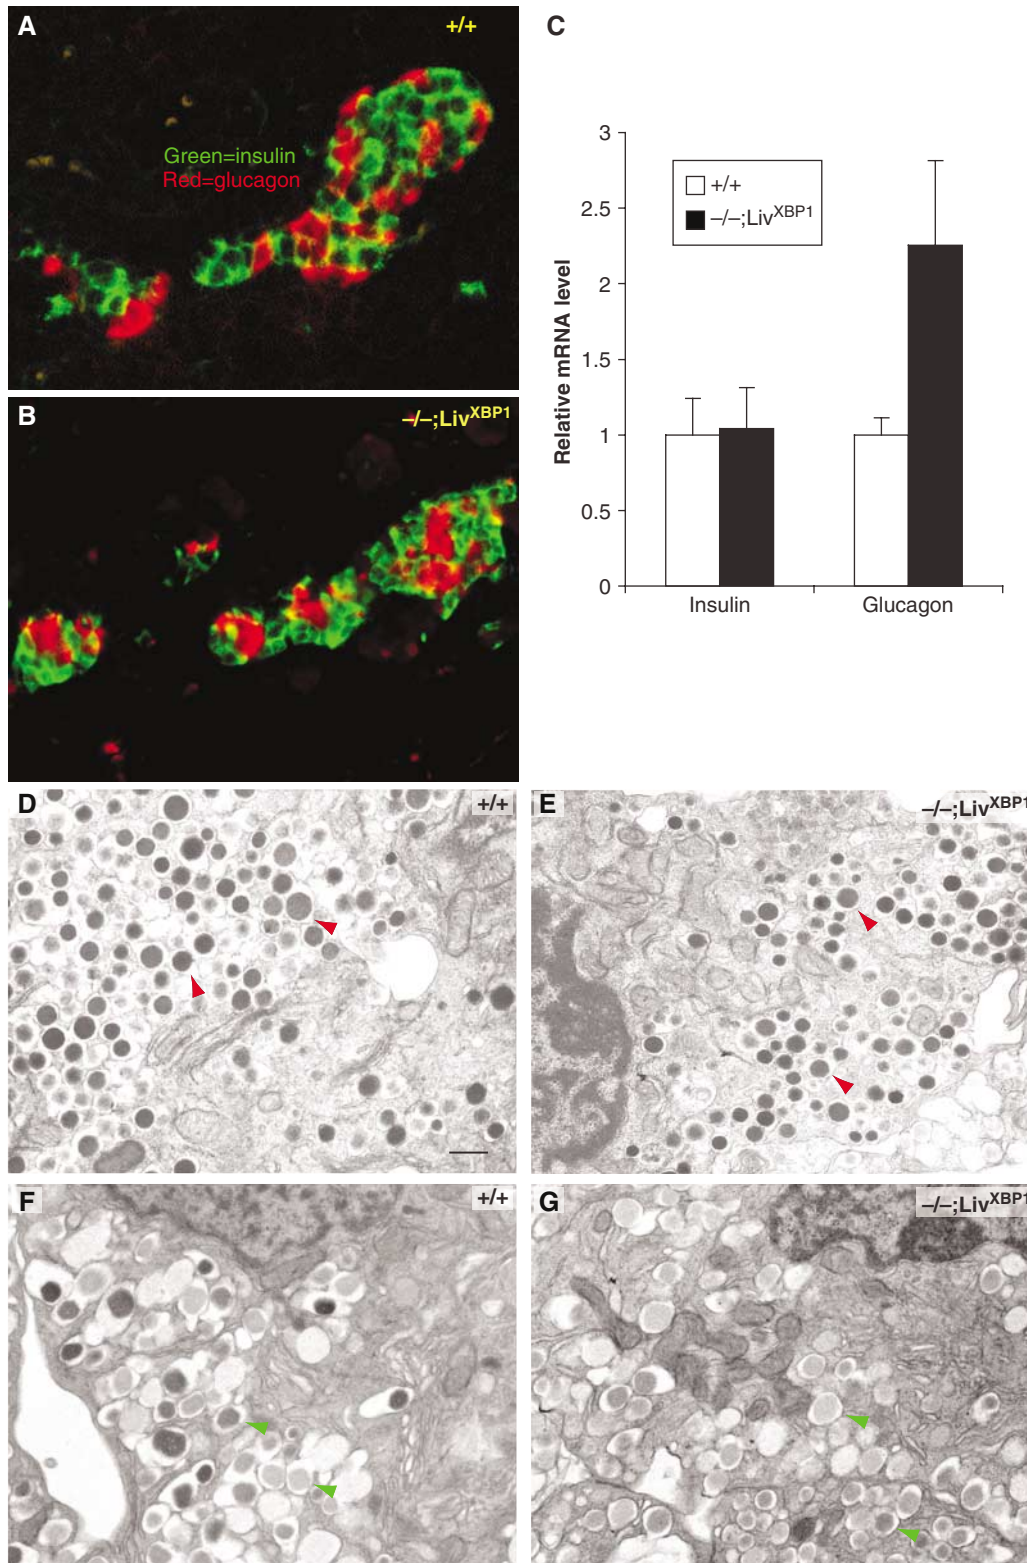 A
+/+
Green=insulin
Red=glucagon
B
–/–;Liv^XBP1
C
Relative mRNA level
3
2.5
2
1.5
1
0.5
0
+/+
–/–;Liv^XBP1
Insulin
Glucagon
D
+/+
E
–/–;Liv^XBP1
F
+/+
G
–/–;Liv^XBP1